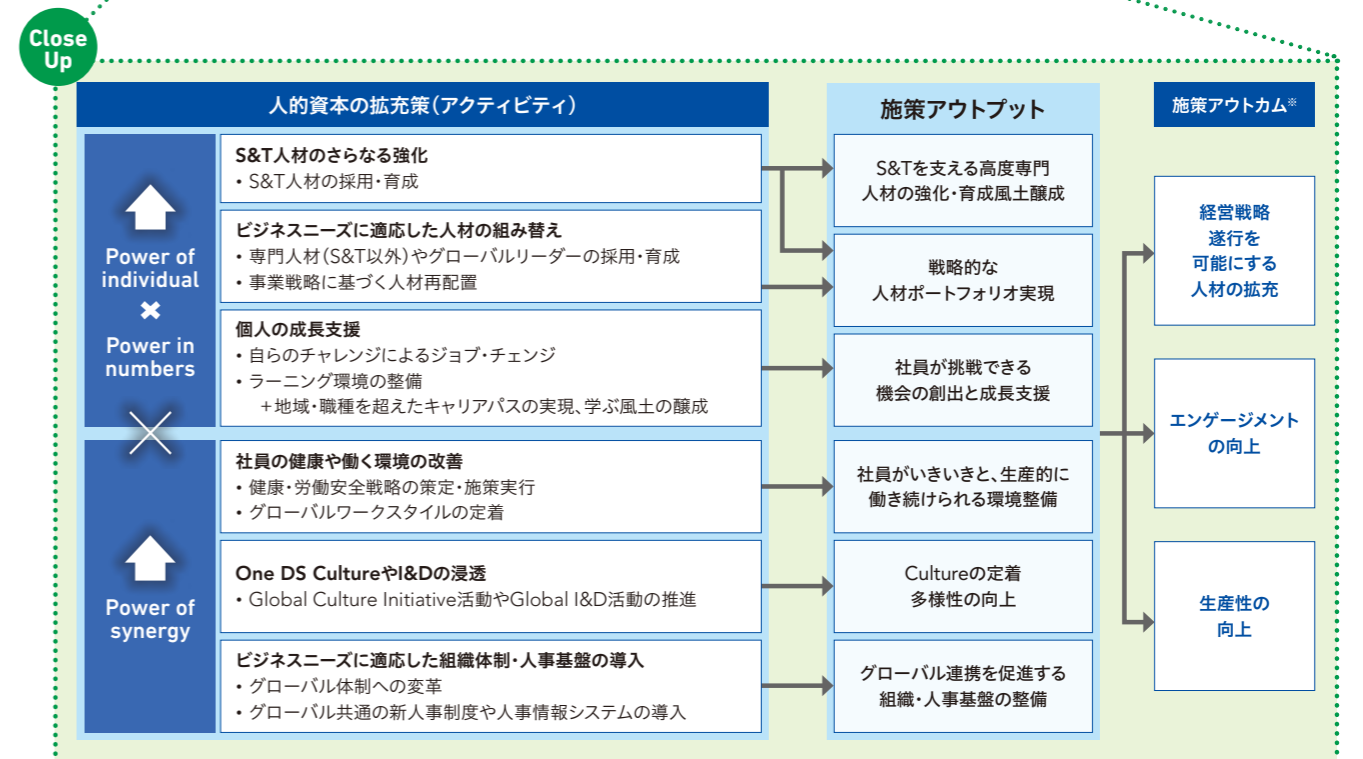 Close
Up
人的資本の拡充策(アクティビティ)
施策アウトプット
施策アウトカム※
Power of
individual
×
Power in
numbers
×
Power of
synergy
S&T人材のさらなる強化
• S&T人材の採用・育成
ビジネスニーズに適応した人材の組み替え
• 専門人材(S&T以外)やグローバルリーダーの採用・育成
• 事業戦略に基づく人材再配置
個人の成長支援
• 自らのチャレンジによるジョブ・チェンジ
• ラーニング環境の整備
+地域・職種を超えたキャリアパスの実現、学ぶ風土の醸成
社員の健康や働く環境の改善
• 健康・労働安全戦略の策定・施策実行
• グローバルワークスタイルの定着
One DS CultureやI&Dの浸透
• Global Culture Initiative活動やGlobal I&D活動の推進
ビジネスニーズに適応した組織体制・人事基盤の導入
• グローバル体制への変革
• グローバル共通の新人事制度や人事情報システムの導入
S&Tを支える高度専門
人材の強化・育成風土醸成
戦略的な
人材ポートフォリオ実現
社員が挑戦できる
機会の創出と成長支援
社員がいきいきと、生産的に
働き続けられる環境整備
Cultureの定着
多様性の向上
グローバル連携を促進する
組織・人事基盤の整備
経営戦略
遂行を
可能にする
人材の拡充
エンゲージメント
の向上
生産性の
向上